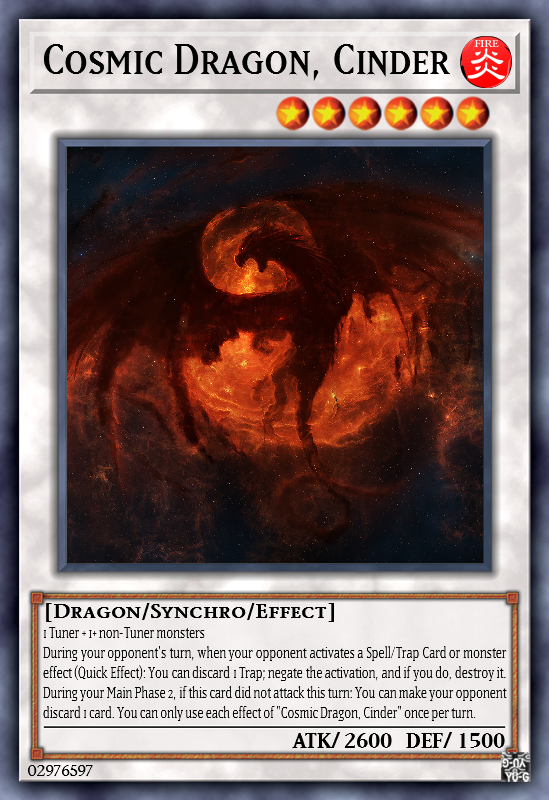 COSMIC DRAGON, CINDER
FIRE
炎
[DRAGON/SYNCHRO/EFFECT]
1 Tuner + 1+ non-Tuner monsters
During your opponent's turn, when your opponent activates a Spell/Trap Card or monster
effect (Quick Effect): You can discard 1 Trap; negate the activation, and if you do, destroy it.
During your Main Phase 2, if this card did not attack this turn: You can make your opponent
discard 1 card. You can only use each effect of "Cosmic Dragon, Cinder" once per turn.
ATK/ 2600 DEF/ 1500
02976597